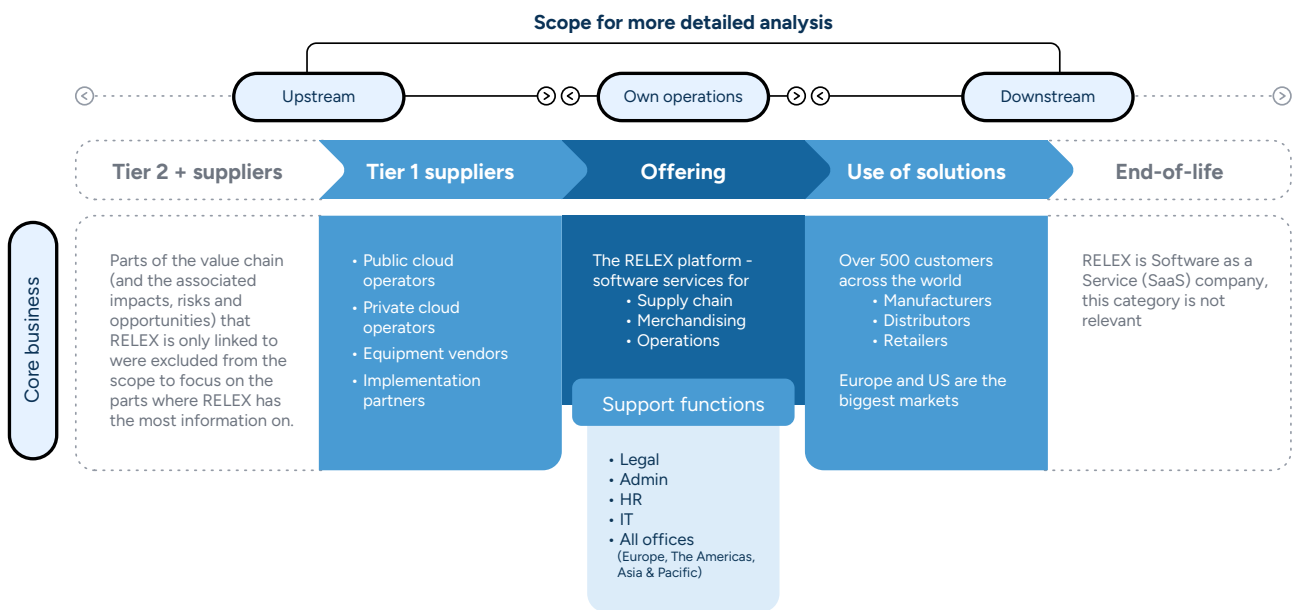 Scope for more detailed analysis
Upstream
Own operations
Downstream
Tier 2 + suppliers
Tier 1 suppliers
Offering
Use of solutions
End-of-life
Core business
Parts of the value chain
(and the associated
impacts, risks and
opportunities) that
RELEX is only linked to
were excluded from the
scope to focus on the
parts where RELEX has
the most information on.
• Public cloud
operators
• Private cloud
operators
• Equipment vendors
• Implementation
partners
The RELEX platform -
software services for
• Supply chain
• Merchandising
• Operations
Support functions
• Legal
• Admin
• HR
• IT
• All offices
(Europe, The Americas,
Asia & Pacific)
Over 500 customers
across the world
• Manufacturers
• Distributors
• Retailers
Europe and US are the
biggest markets
RELEX is Software as a
Service (SaaS) company,
this category is not
relevant